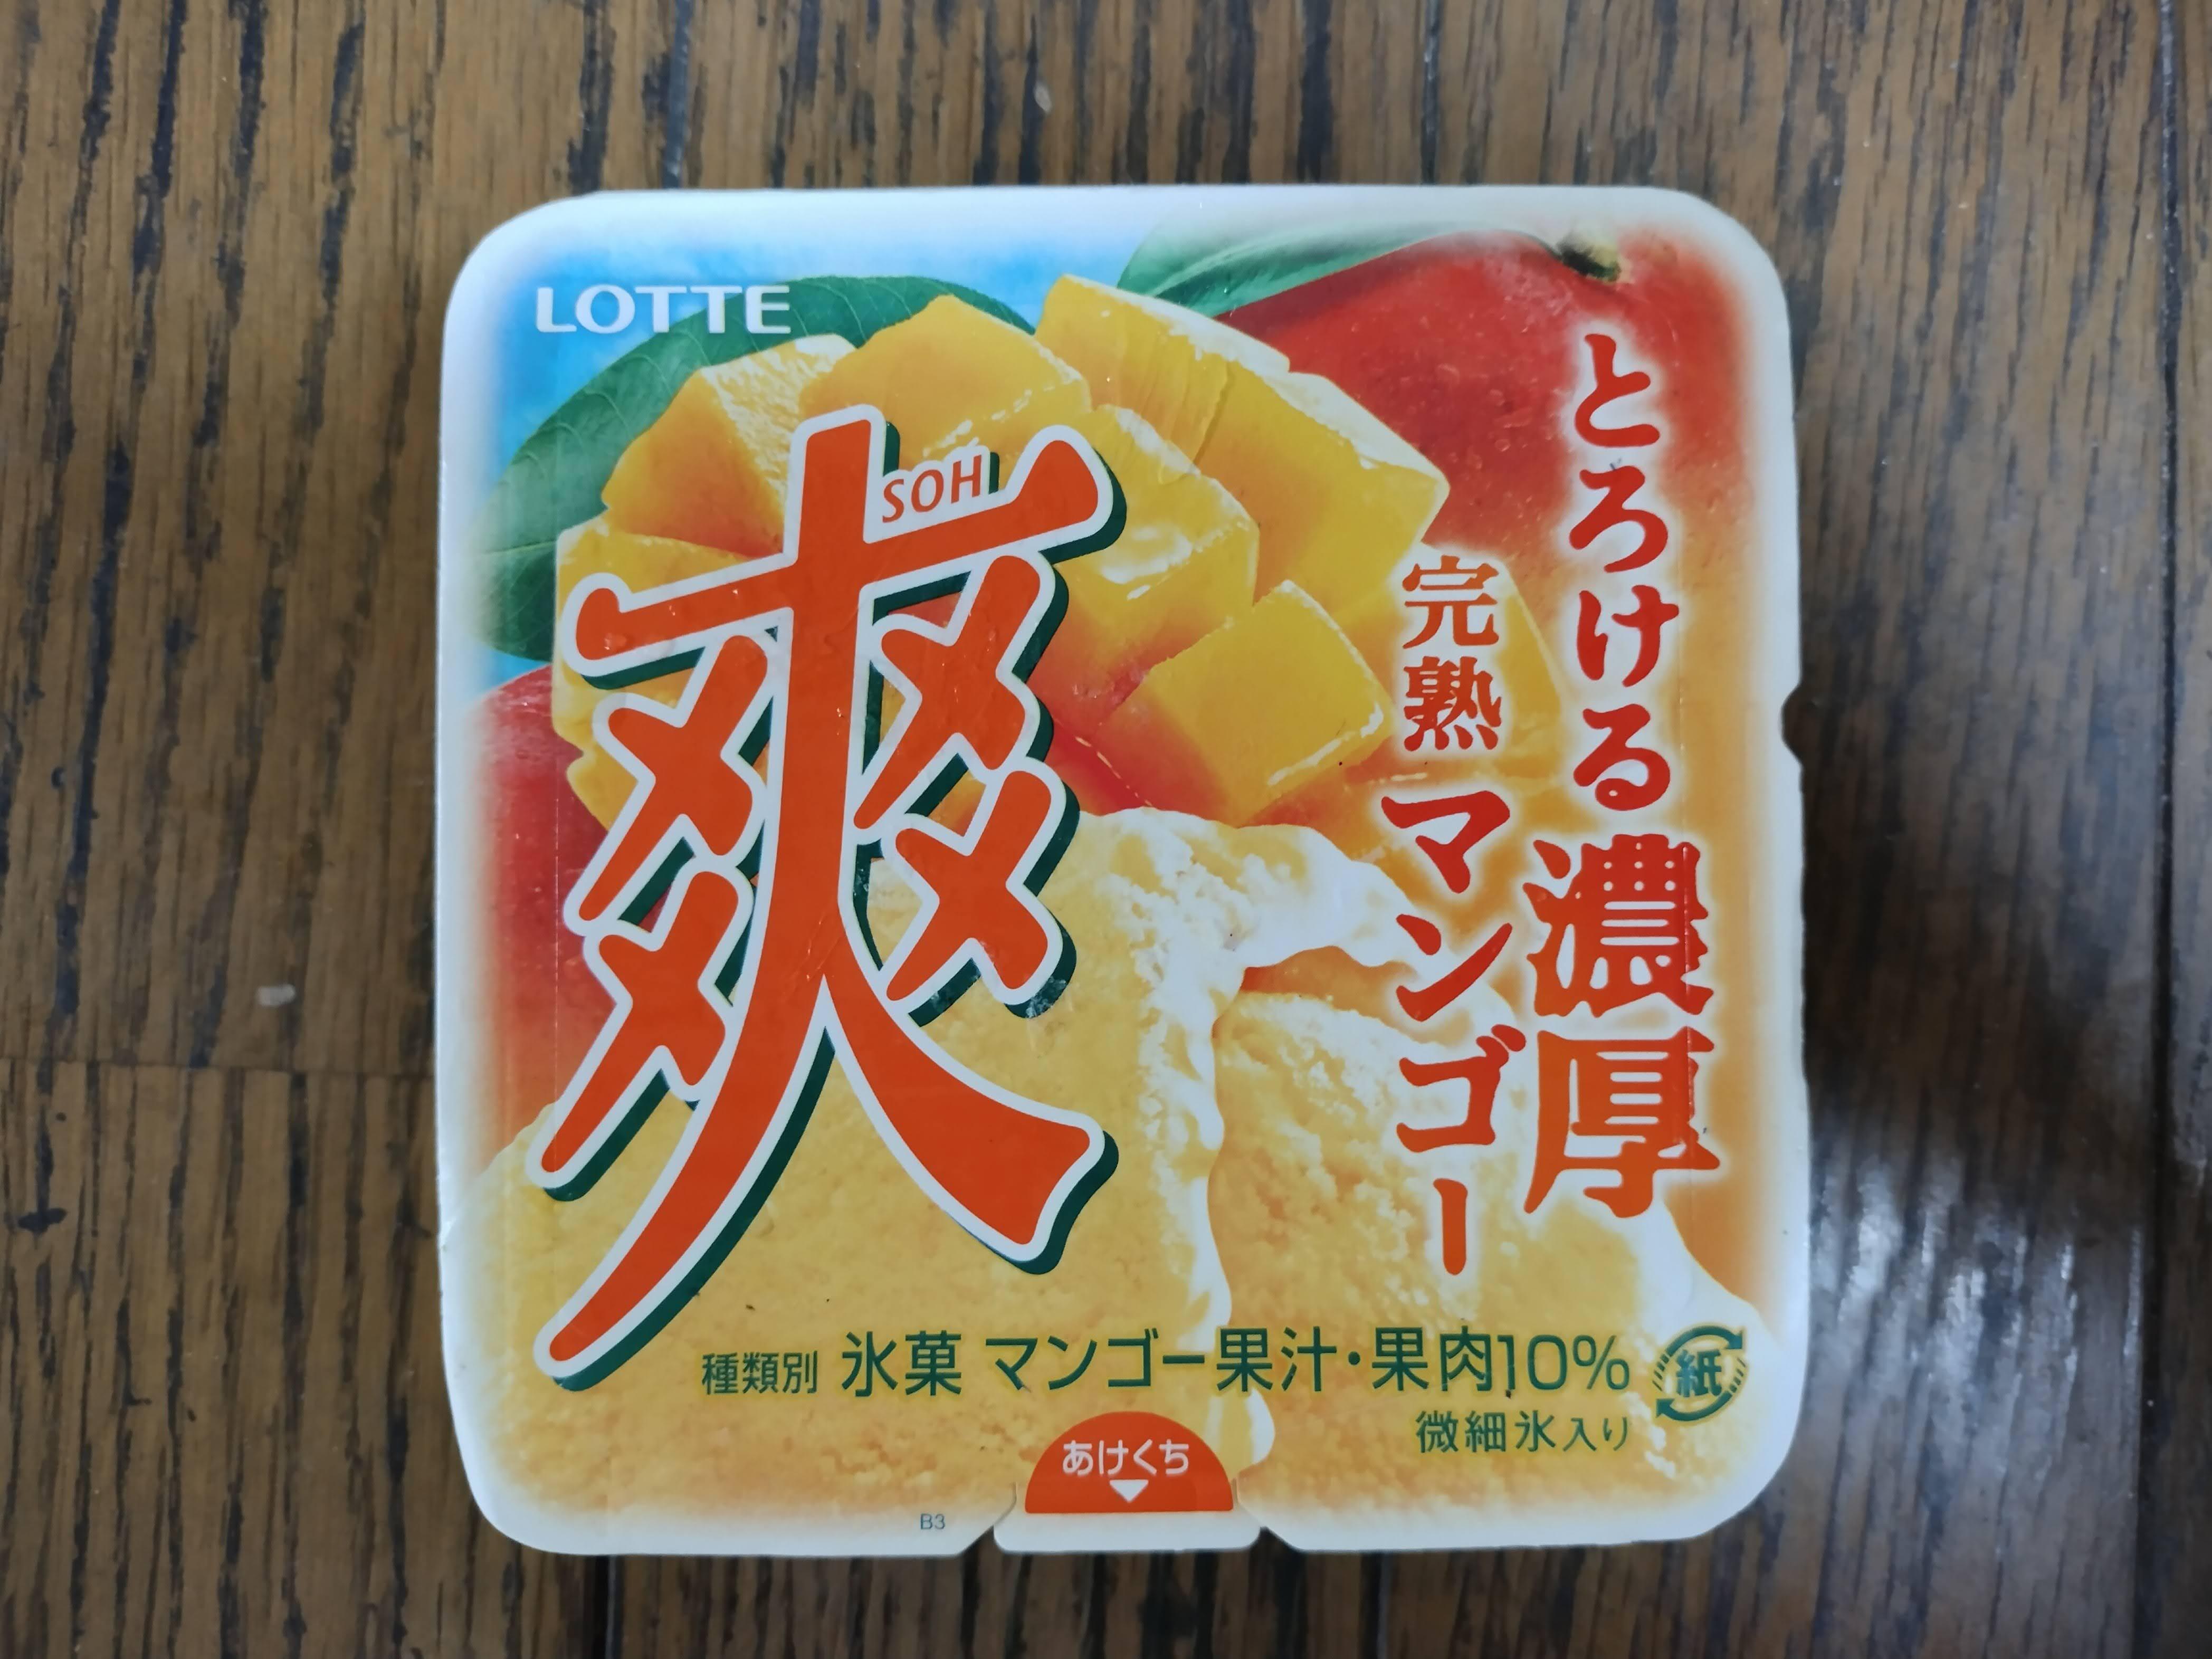 LOTTE
爽
SOH
とろける濃厚
完熟マンゴー
種類別 氷菓 マンゴー果汁・果肉10%
紙
微細氷入り
あけくち
B3